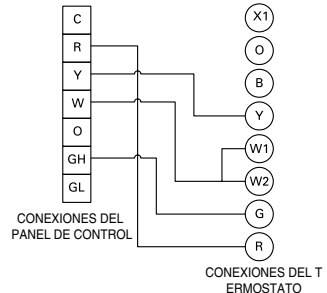 C
R
Y
W
O
GH
GL
CONEXIONES DEL
PANEL DE CONTROL
X1
O
B
Y
W1
W2
G
R
CONEXIONES DEL T
ERMOSTATO